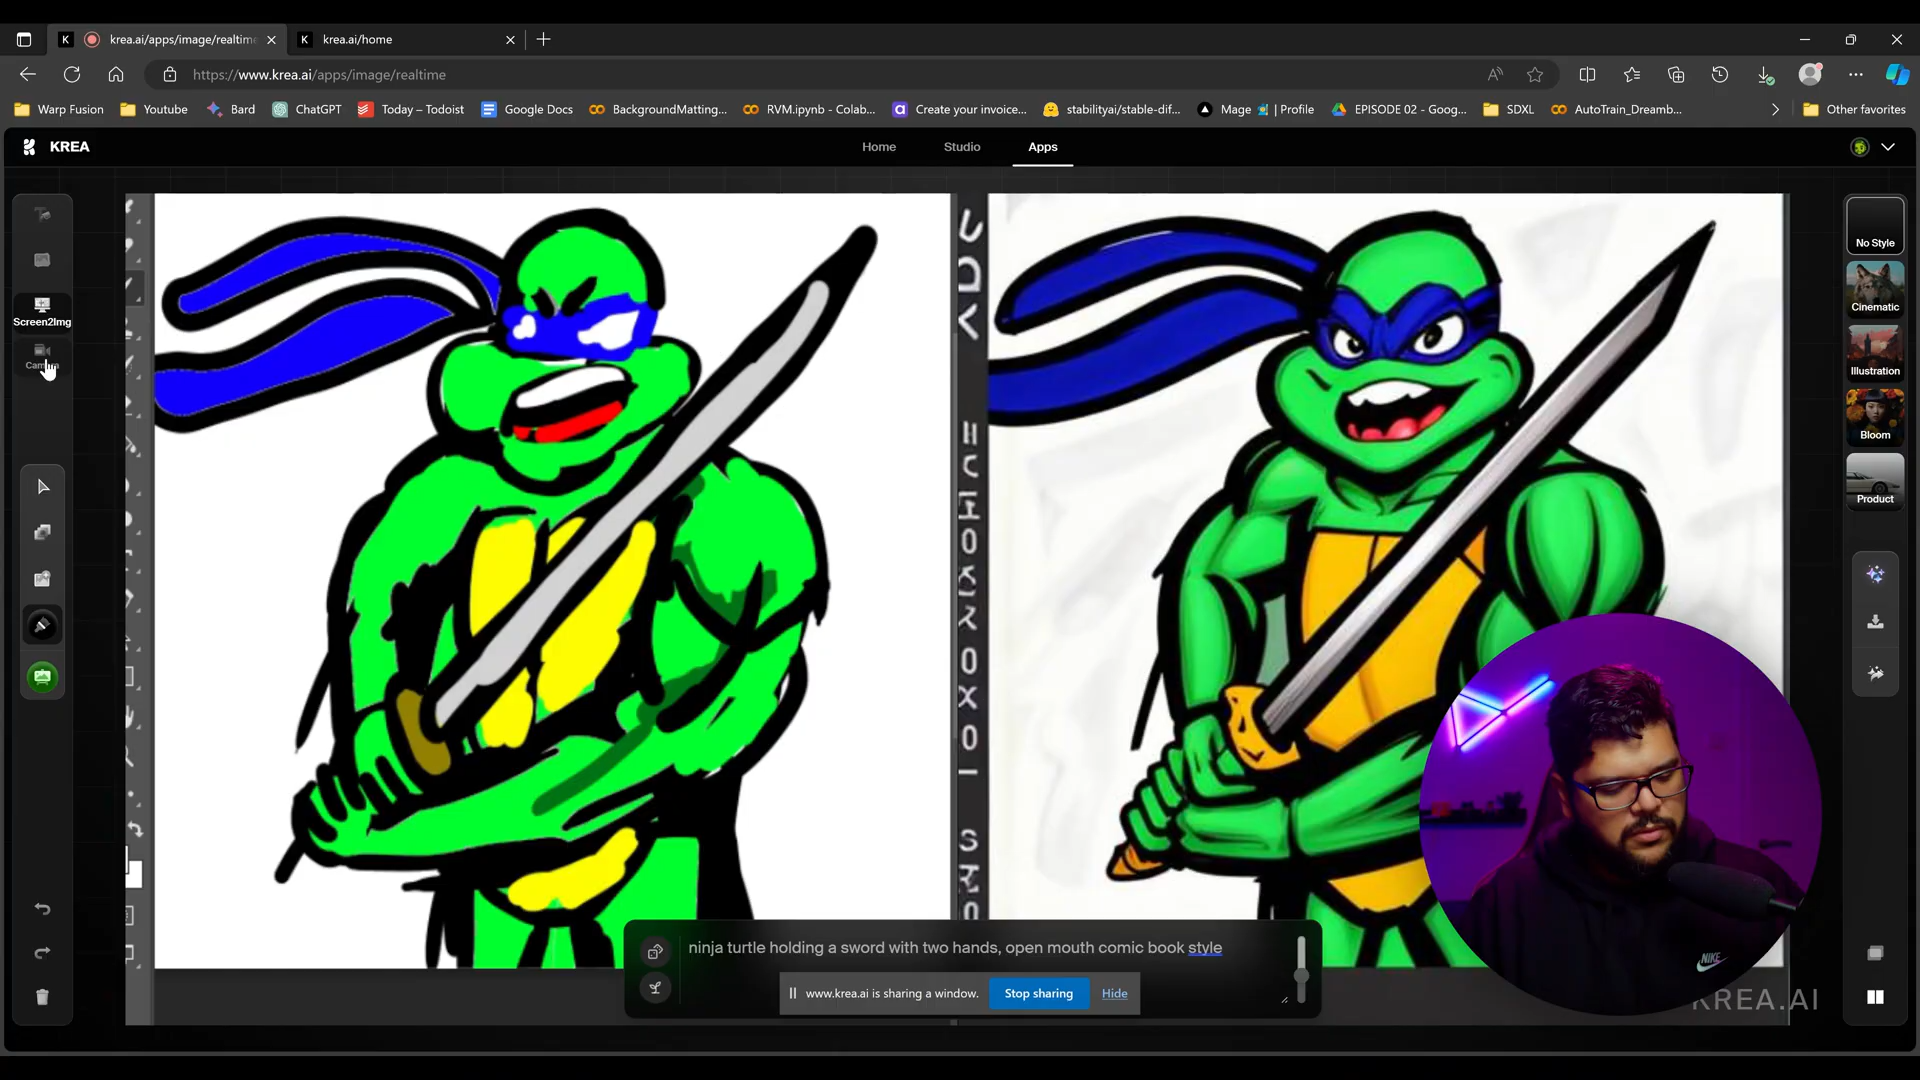 krea.ai/apps/image/realtime
krea.ai/home
https://www.krea.ai/apps/image/realtime
Warp Fusion
Youtube
Bard
ChatGPT
Today – Todoist
Google Docs
BackgroundMatting...
RVM.ipynb - Colab...
Create your invoice...
stabilityai/stable-dif...
Mage | Profile
EPISODE 02 - Goog...
SDXL
AutoTrain_Dreamb...
Other favorites
KREA
Home
Studio
Apps
Screen2Img
No Style
Cinematic
Illustration
Bloom
Product
ninja turtle holding a sword with two hands, open mouth comic book style
www.krea.ai is sharing a window.
Stop sharing
Hide
NIKE
KREA.AI